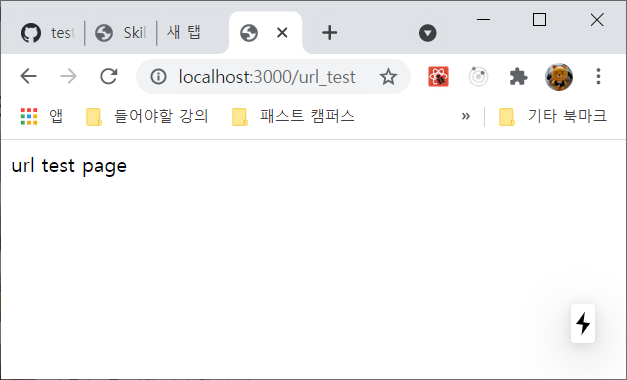 test Skil 새 탭
localhost:3000/url_test
앱 들어야할 강의 패스트 캠퍼스 » 기타 북마크
url test page